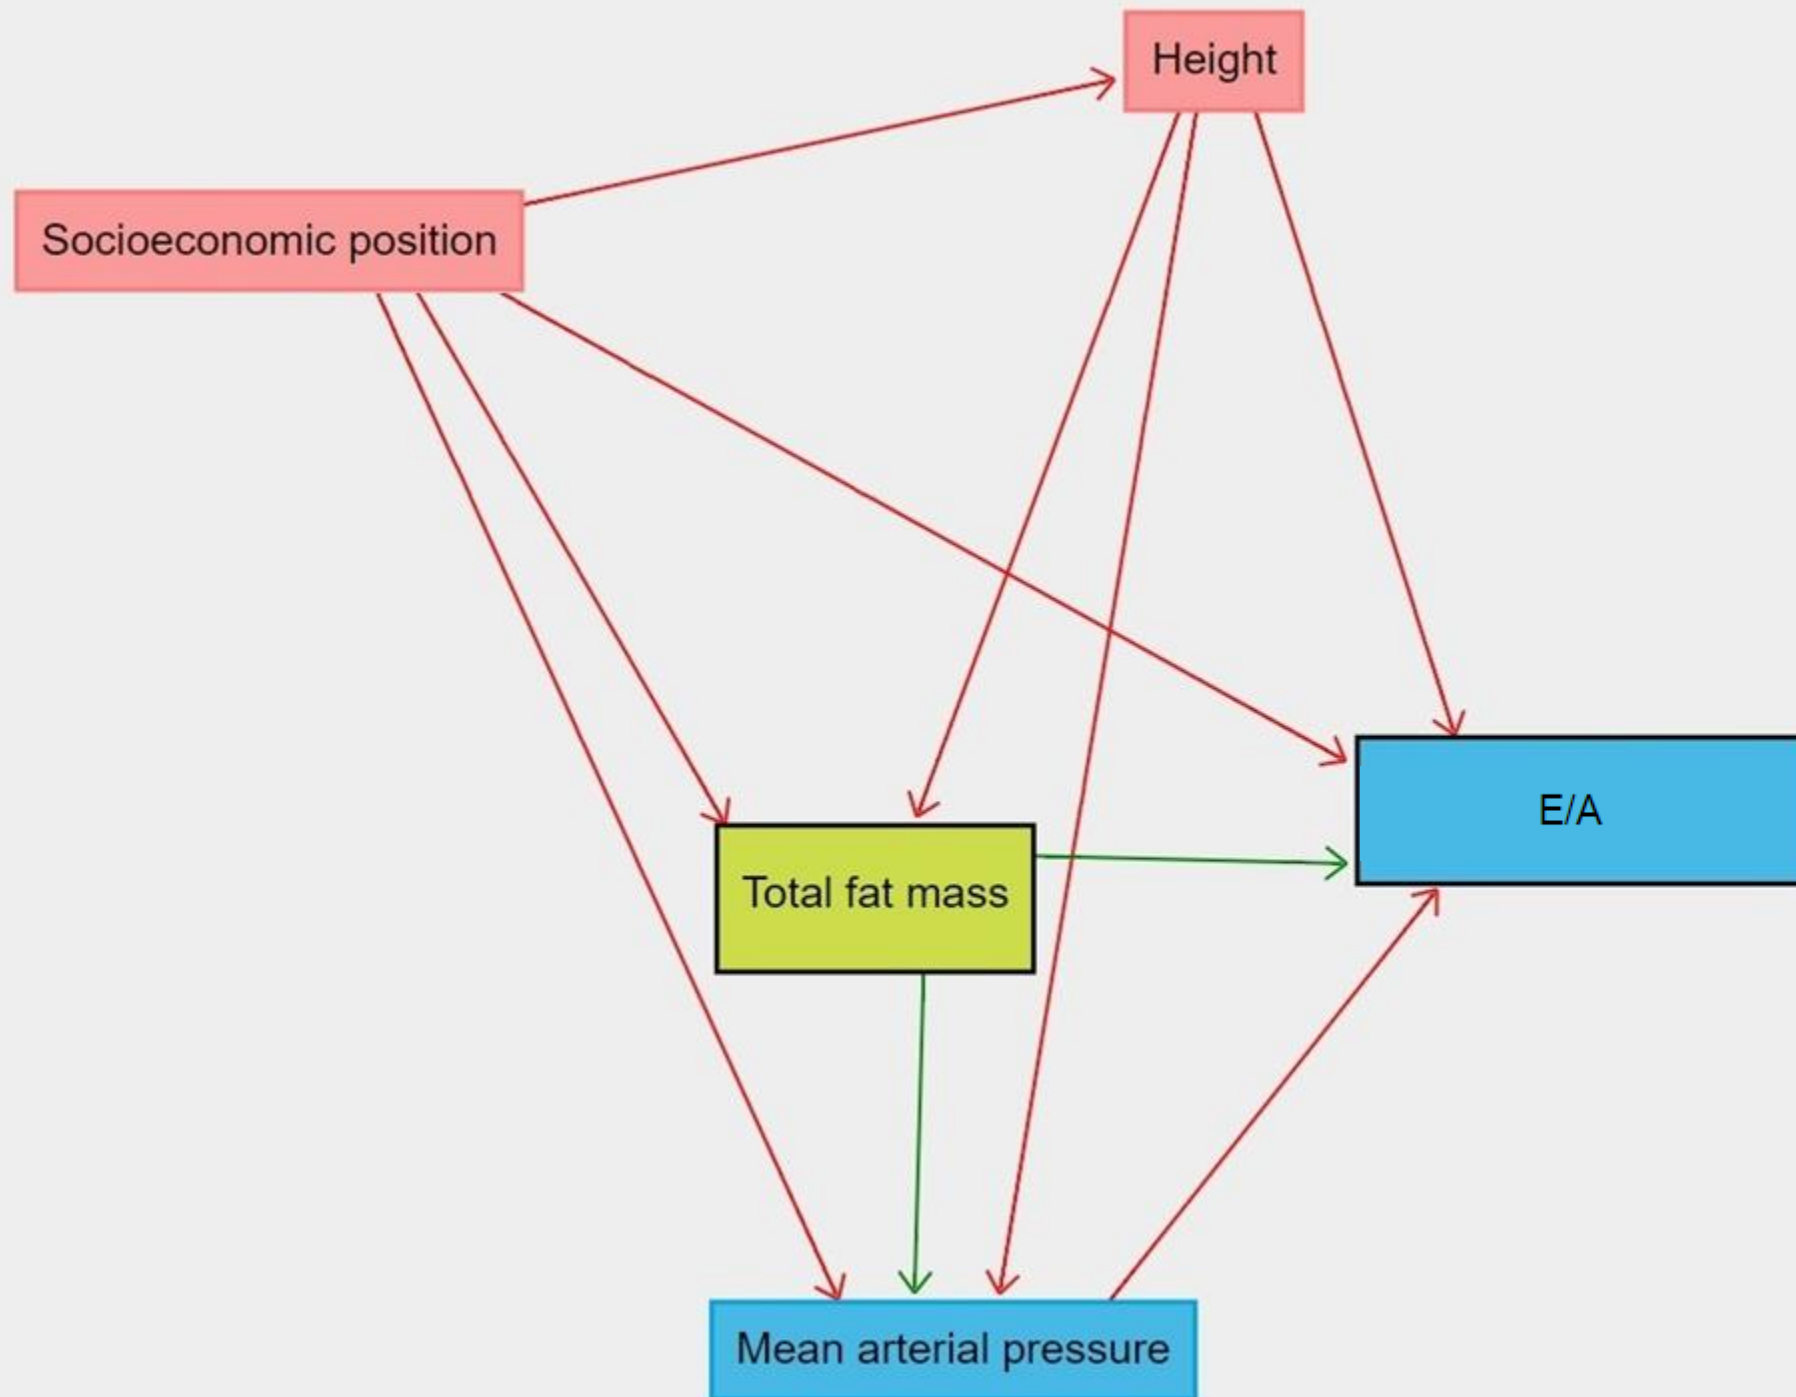 Height
Socioeconomic position
E/A
Total fat mass
Mean arterial pressure